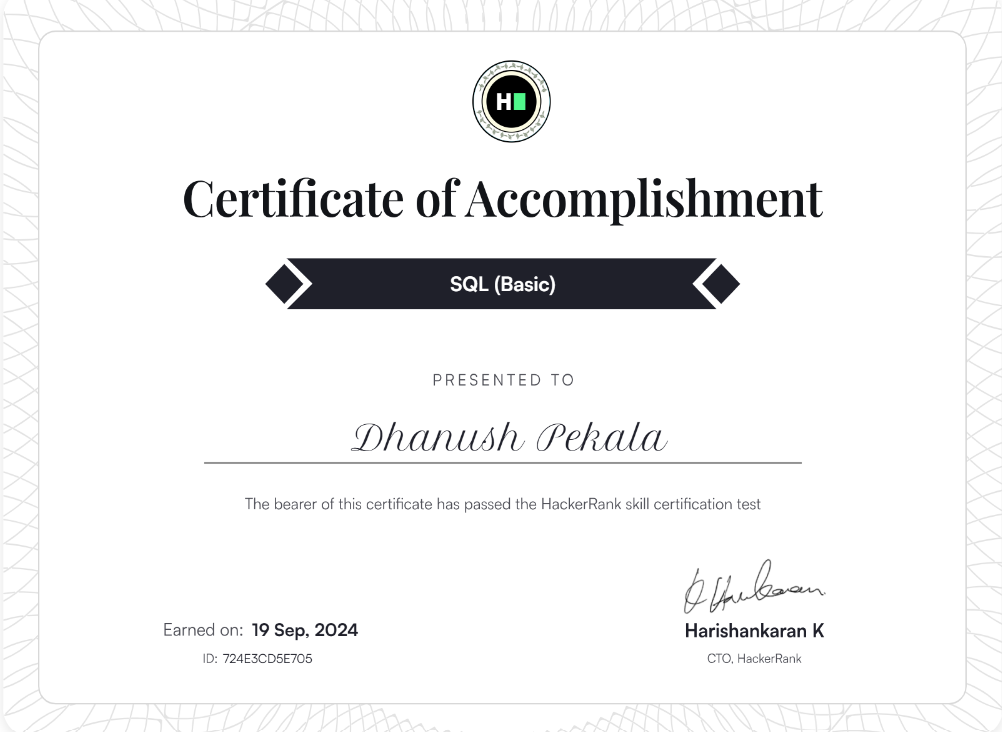 H
Certificate of Accomplishment
SQL (Basic)
PRESENTED TO
Dhanush Pekala
The bearer of this certificate has passed the HackerRank skill certification test
Earned on: 19 Sep, 2024
ID: 724E3CD5E705
Harishankaran K
CTO, HackerRank